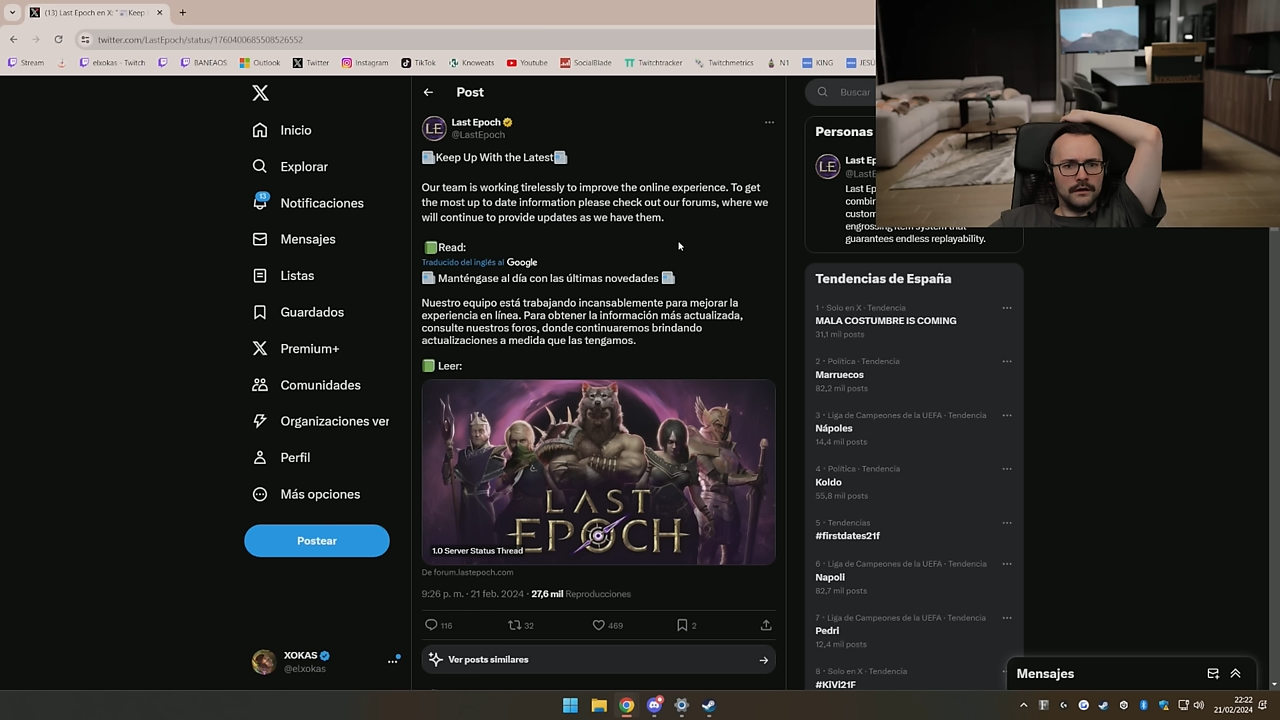 (13) Last Epoch en X: "
Keep
twitter.com/LastEpoch/status/1760400685508526552
Stream
elxokas - Twitch
BANEAOS
Outlook
Twitter
Instagram
TikTok
Knoweats
Youtube
SocialBlade
Twitchtracker
Twitchmetrics
N1
KING
Inicio
Explorar
13
Notificaciones
Mensajes
Listas
Guardados
Premium+
Comunidades
Organizaciones ver
Perfil
Más opciones
Postear
XOKAS
@elxokas
Post
Last Epoch
@LastEpoch
Keep Up With the Latest
Our team is working tirelessly to improve the online experience. To get
the most up to date information please check out our forums, where we
will continue to provide updates as we have them.
Read:
Traducido del inglés al Google
Manténgase al día con las últimas novedades
Nuestro equipo está trabajando incansablemente para mejorar la
experiencia en línea. Para obtener la información más actualizada,
consulte nuestros foros, donde continuaremos brindando
actualizaciones a medida que las tengamos.
Leer:
LAST
EPOCH
1.0 Server Status Thread
De forum.lastepoch.com
9:26 p. m. · 21 feb. 2024 · 27,6 mil Reproducciones
116
32
469
2
Ver posts similares
Buscar
Personas
LE
Last Ep
@LastE
Last Ep
combin
custom
engrossing item system that
guarantees endless replayability.
Tendencias de España
1 · Solo en X · Tendencia
MALA COSTUMBRE IS COMING
31,1 mil posts
2 · Política · Tendencia
Marruecos
82,2 mil posts
3 · Liga de Campeones de la UEFA · Tendencia
Nápoles
14,4 mil posts
4 · Política · Tendencia
Koldo
55,8 mil posts
5 · Tendencias
#firstdates21f
6 · Liga de Campeones de la UEFA · Tendencia
Napoli
82,7 mil posts
7 · Liga de Campeones de la UEFA · Tendencia
Pedri
12,4 mil posts
8 · Solo en X · Tendencia
#KiVi21F
Mensajes
22:22
21/02/2024